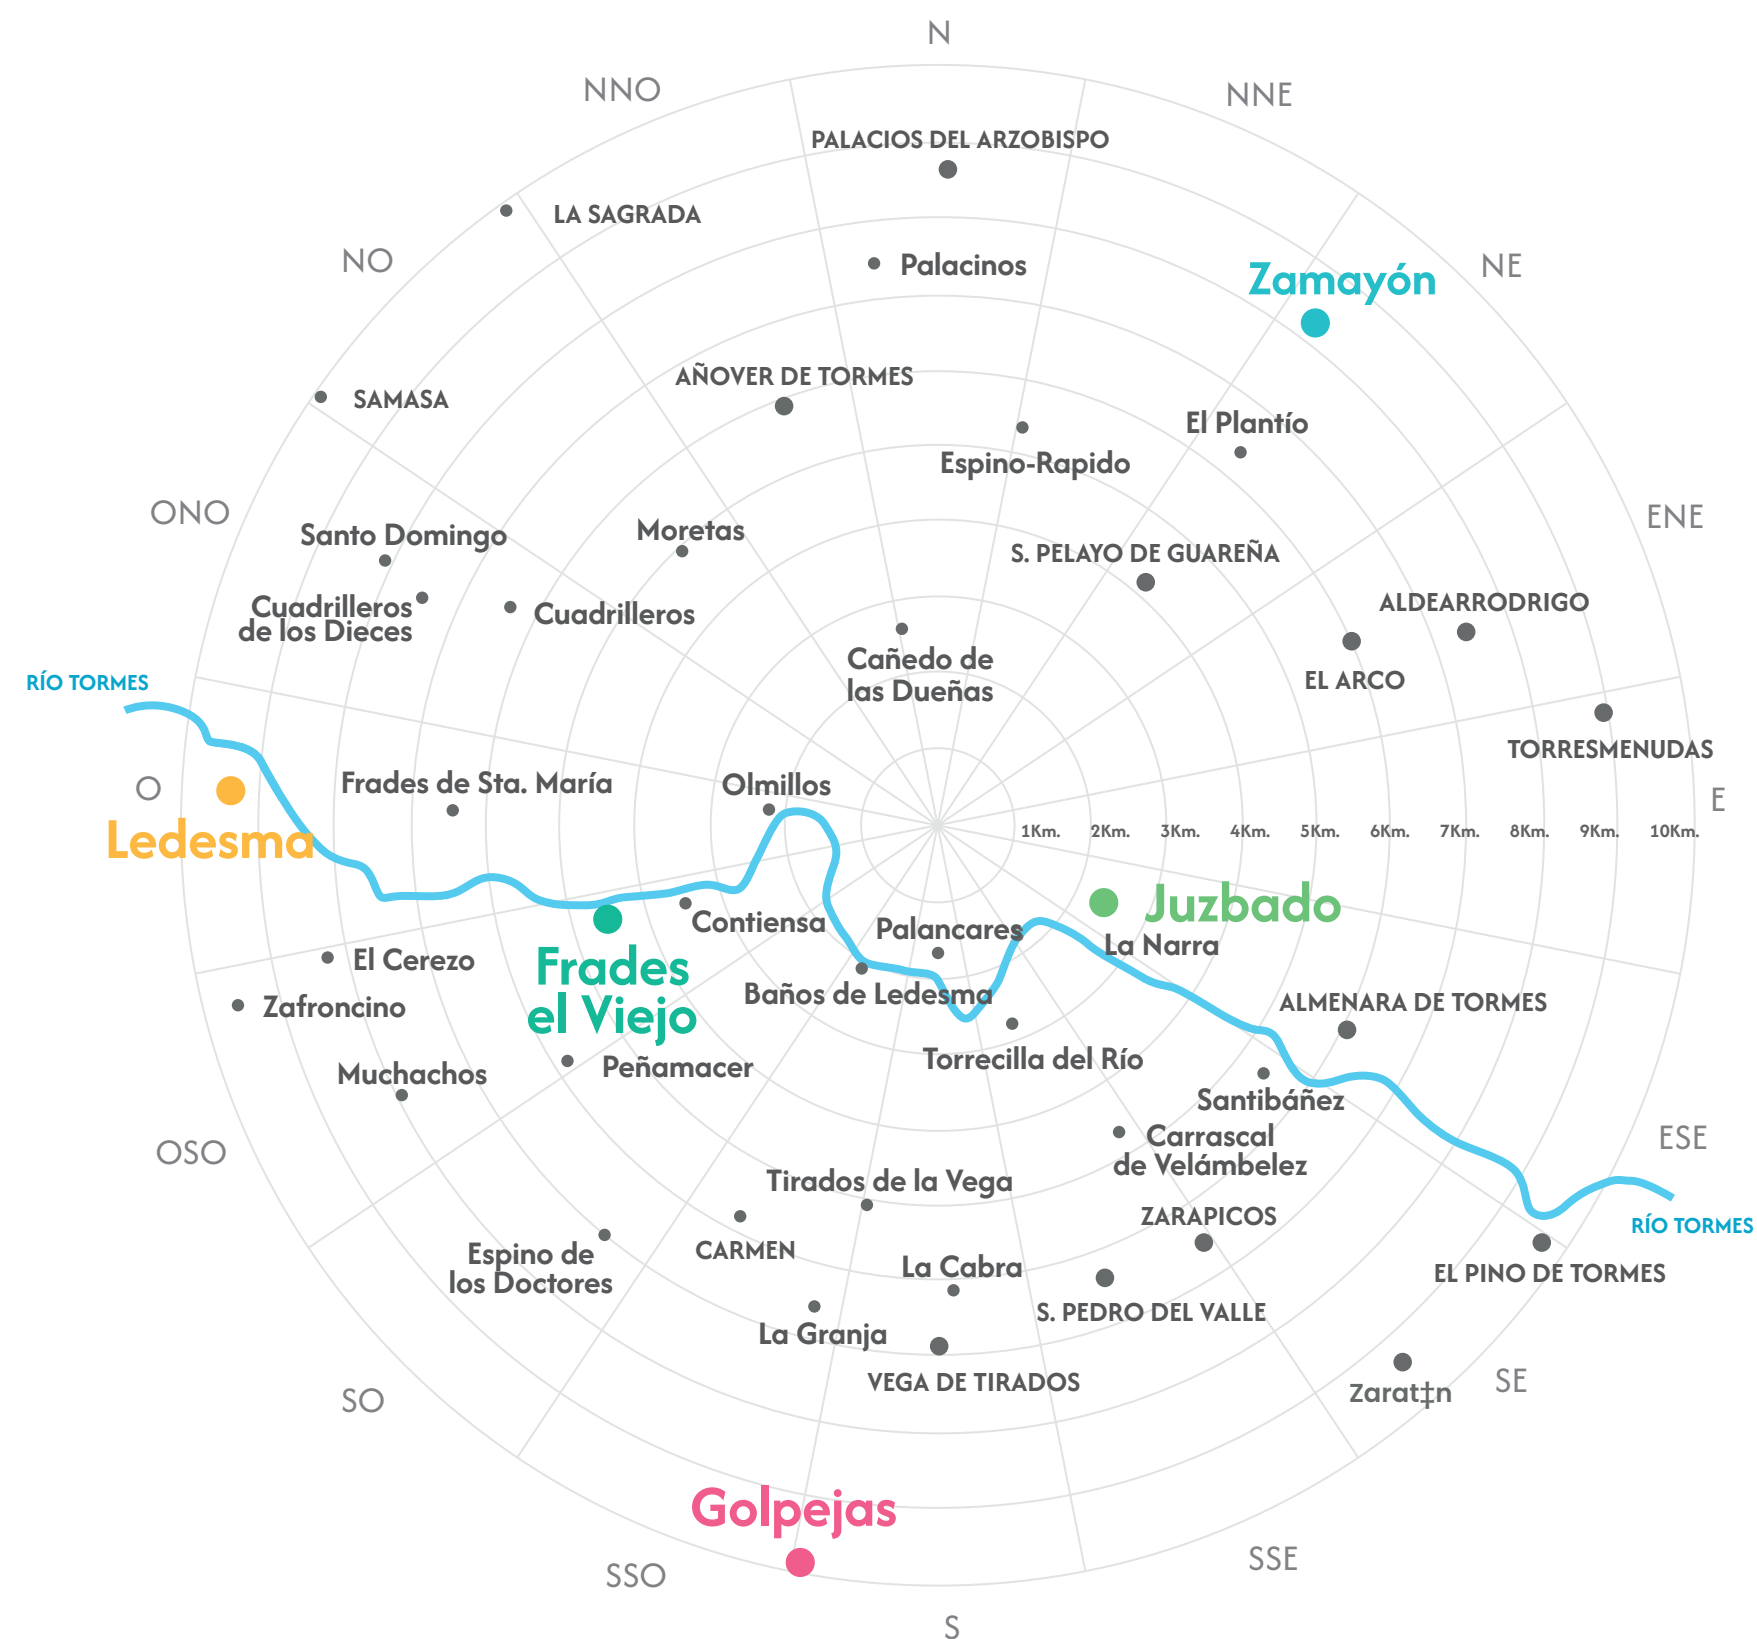 N
NNO
NNE
PALACIOS DEL ARZOBISPO
LA SAGRADA
NO
Palacinos
NE
Zamayón
AÑOVER DE TORMES
SAMASA
El Plantío
Espino-Rapido
ONO
ENE
Santo Domingo
Moretas
S. PELAYO DE GUAREÑA
Cuadrilleros
de los Dieces
Cuadrilleros
ALDEARRODRIGO
Cañedo de
las Dueñas
EL ARCO
RÍO TORMES
TORRESMENUDAS
O
Frades de Sta. María
Olmillos
E
1Km. 2Km. 3Km. 4Km. 5Km. 6Km. 7Km. 8Km. 9Km. 10Km.
Ledesma
Juzbado
Contiensa
Palancares
La Narra
El Cerezo
Frades
el Viejo
Baños de Ledesma
Zafroncino
ALMENARA DE TORMES
Muchachos
Peñamacer
Torrecilla del Río
Santibáñez
OSO
Carrascal
de Velámbelez
ESE
Tirados de la Vega
ZARAPICOS
RÍO TORMES
Espino de
los Doctores
CARMEN
La Cabra
EL PINO DE TORMES
La Granja
S. PEDRO DEL VALLE
VEGA DE TIRADOS
Zarat‡n
SE
SO
Golpejas
SSO
SSE
S